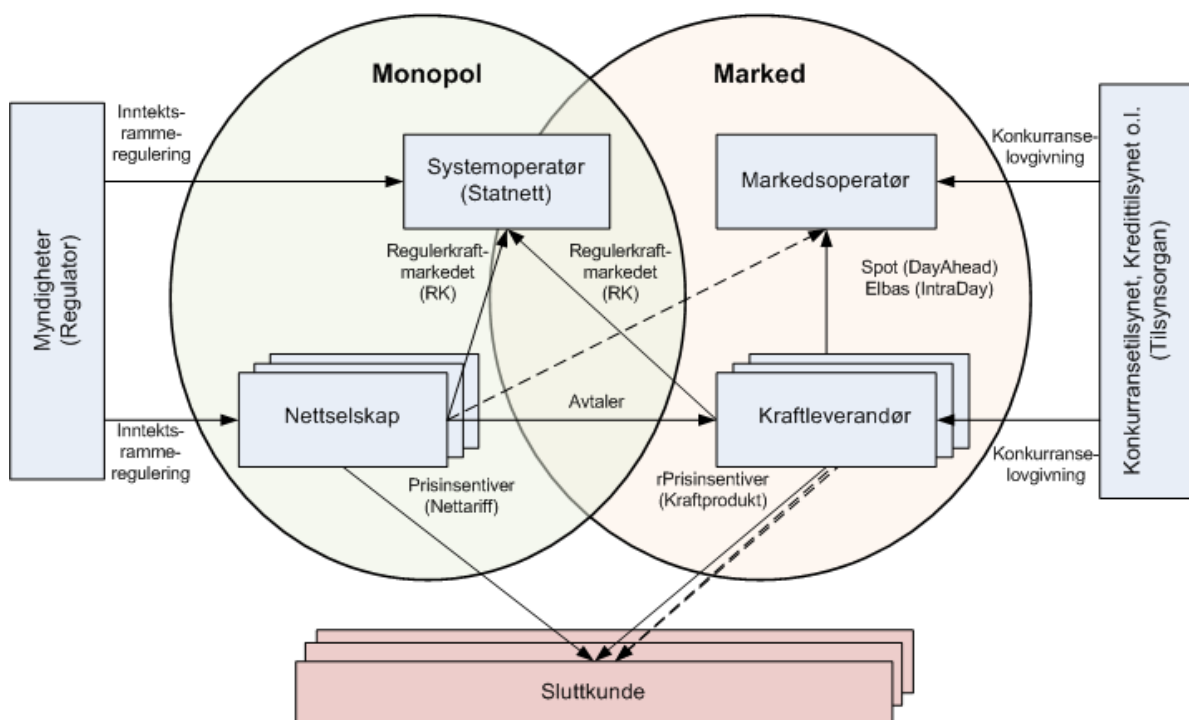 Monopol
Marked
Inntekts-
ramme-
regulering
Konkurranse-
lovgivning
Systemoperatør
(Statnett)
Markedsoperatør
Myndigheter
(Regulator)
Konkurransetilsynet, Kredittilsynet o.l.
(Tilsynsorgan)
Regulerkraft-
markedet
(RK)
Regulerkraft-
markedet
(RK)
Spot (DayAhead)
Elbas (IntraDay)
Nettselskap
Avtaler
Kraftleverandør
Inntekts-
ramme-
regulering
Konkurranse-
lovgivning
Prisinsentiver
(Nettariff)
rPrisinsentiver
(Kraftprodukt)
Sluttkunde